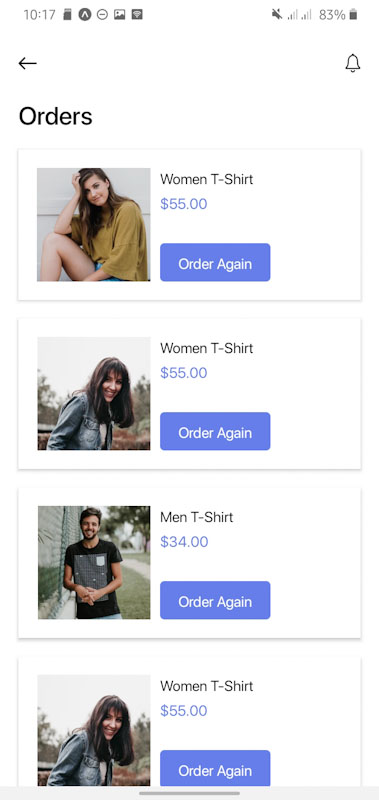 10:17
83%
Orders
Women T-Shirt
$55.00
Order Again
Women T-Shirt
$55.00
Order Again
Men T-Shirt
$34.00
Order Again
Women T-Shirt
$55.00
Order Again